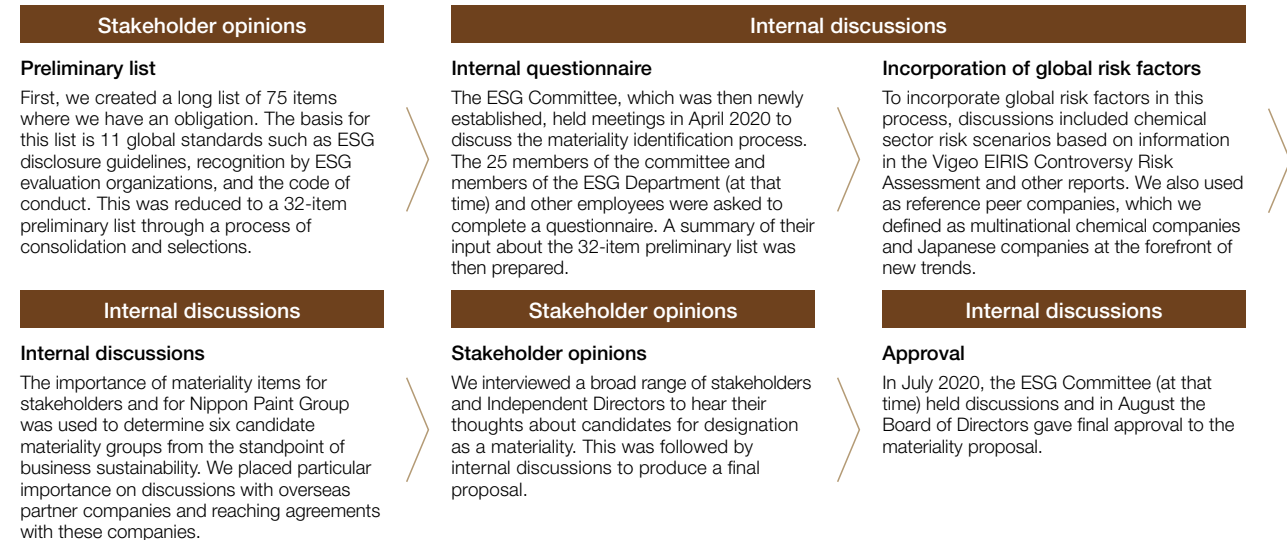 Stakeholder opinions
Preliminary list
First, we created a long list of 75 items
where we have an obligation. The basis for
this list is 11 global standards such as ESG
disclosure guidelines, recognition by ESG
evaluation organizations, and the code of
conduct. This was reduced to a 32-item
preliminary list through a process of
consolidation and selections.
Internal discussions
Internal questionnaire
The ESG Committee, which was then newly
established, held meetings in April 2020 to
discuss the materiality identification process.
The 25 members of the committee and
members of the ESG Department (at that
time) and other employees were asked to
complete a questionnaire. A summary of their
input about the 32-item preliminary list was
then prepared.
Incorporation of global risk factors
To incorporate global risk factors in this
process, discussions included chemical
sector risk scenarios based on information
in the Vigeo EIRIS Controversy Risk
Assessment and other reports. We also used
as reference peer companies, which we
defined as multinational chemical companies
and Japanese companies at the forefront of
new trends.
Internal discussions
Internal discussions
The importance of materiality items for
stakeholders and for Nippon Paint Group
was used to determine six candidate
materiality groups from the standpoint of
business sustainability. We placed particular
importance on discussions with overseas
partner companies and reaching agreements
with these companies.
Stakeholder opinions
Stakeholder opinions
We interviewed a broad range of stakeholders
and Independent Directors to hear their
thoughts about candidates for designation
as a materiality. This was followed by
internal discussions to produce a final
proposal.
Internal discussions
Approval
In July 2020, the ESG Committee (at that
time) held discussions and in August the
Board of Directors gave final approval to the
materiality proposal.